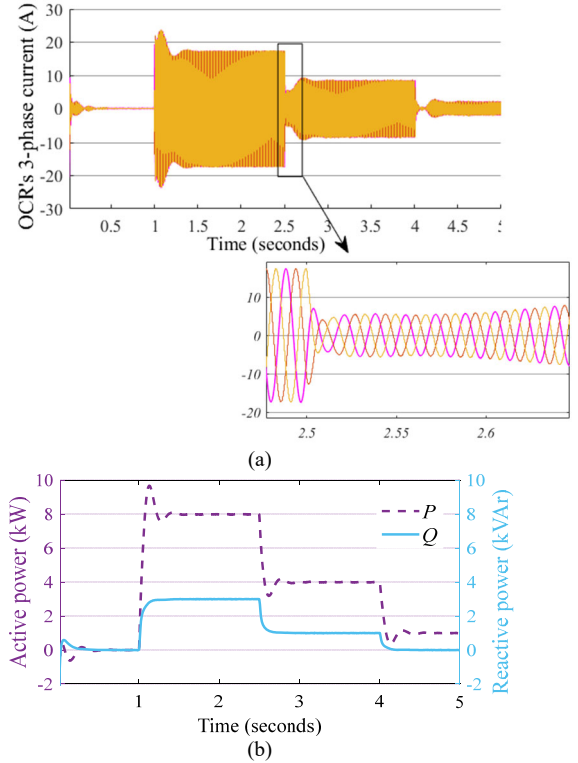 OCR's 3-phase current (A)
30
20
10
0
-10
-20
-30
0.5 1 1.5 2 2.5 3 3.5 4 4.5 5
Time (seconds)
10
0
-10
-20
2.5 2.55 2.6
(a)
Active power (kW)
10
8
6
4
2
0
-2
P
Q
10
8
6
4
2
0
-2
Reactive power (kVAr)
1 2 3 4 5
Time (seconds)
(b)